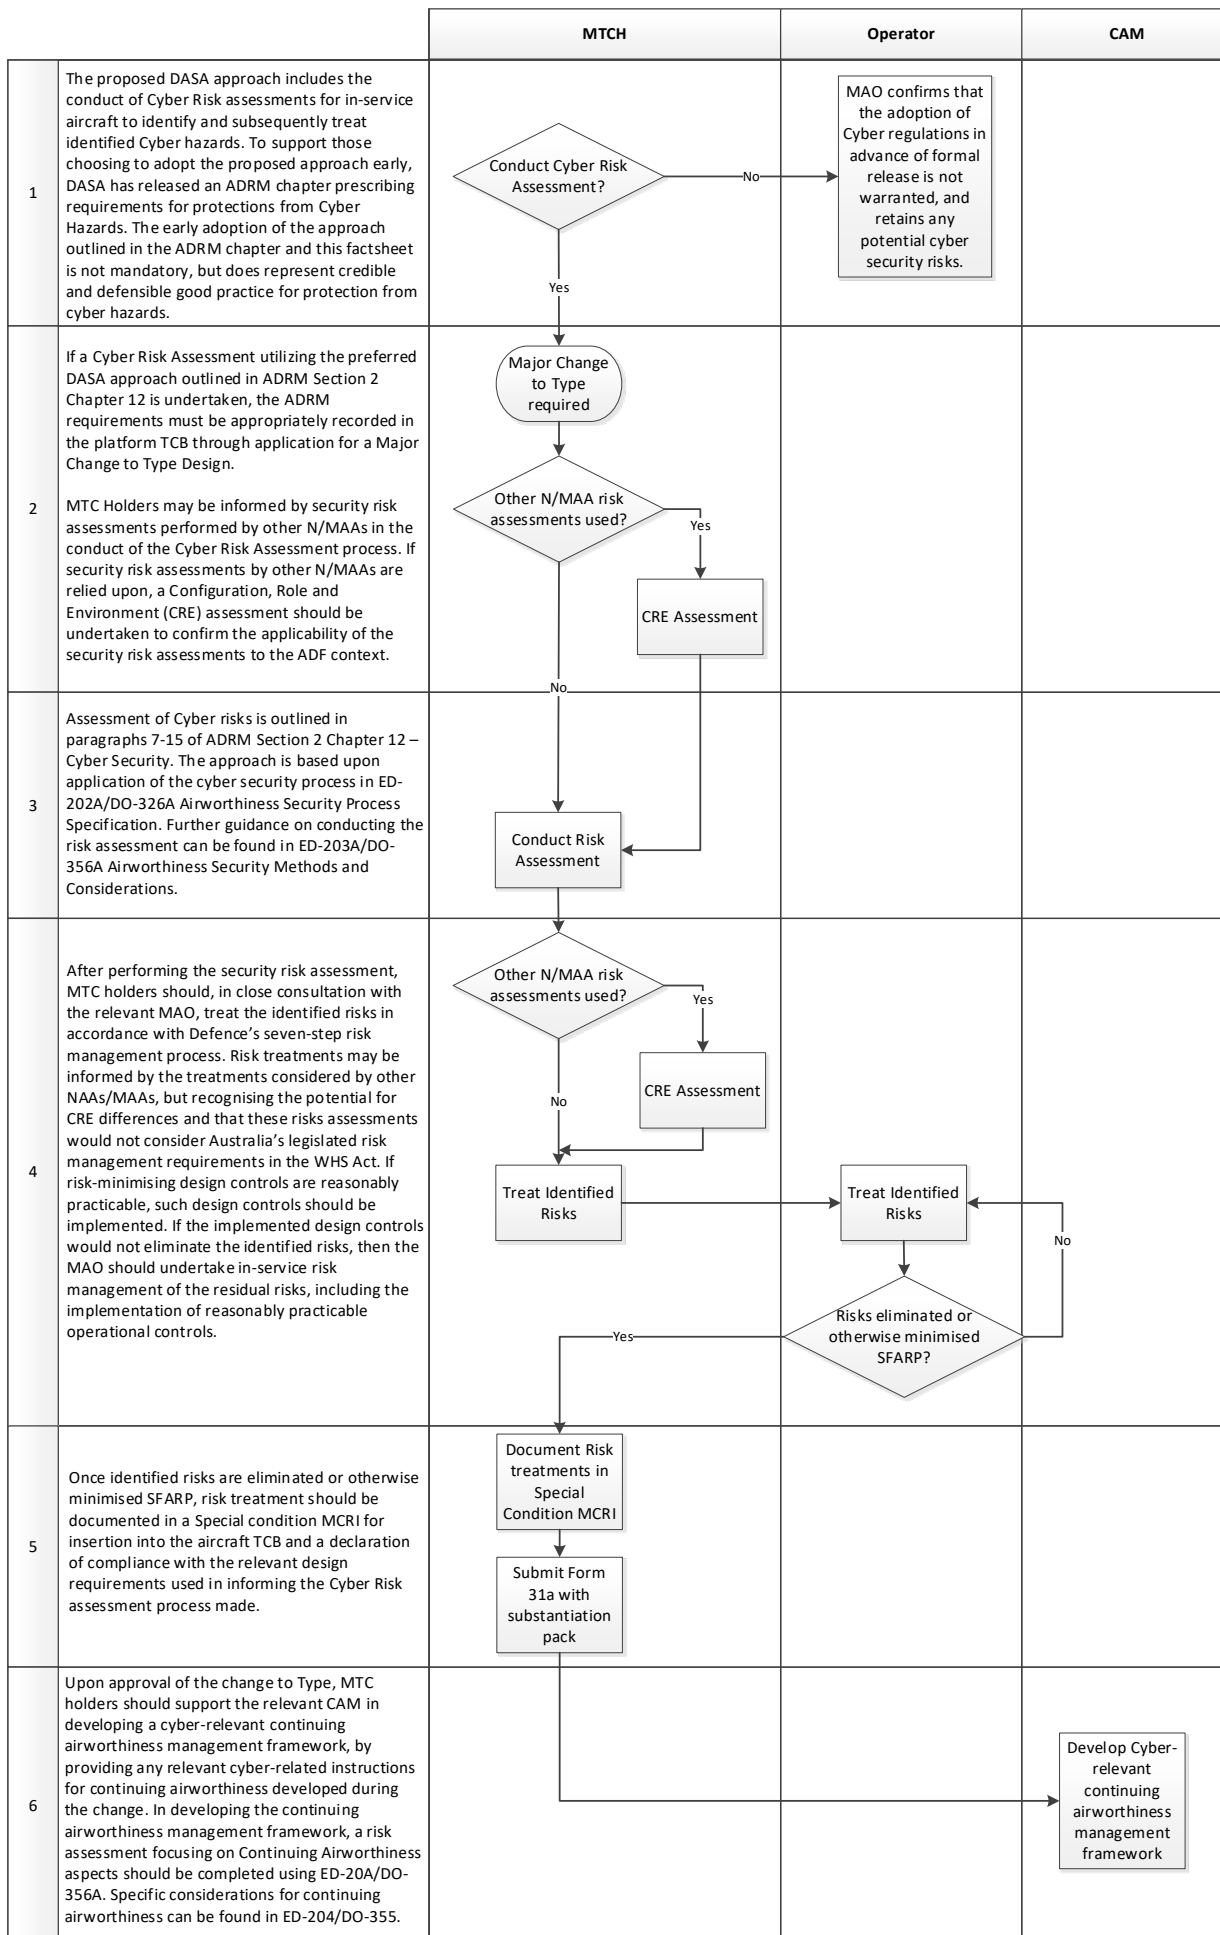 MTCH
Operator
CAM
1
The proposed DASA approach includes the
conduct of Cyber Risk assessments for in-service
aircraft to identify and subsequently treat
identified Cyber hazards. To support those
choosing to adopt the proposed approach early,
DASA has released an ADRM chapter prescribing
requirements for protections from Cyber
Hazards. The early adoption of the approach
outlined in the ADRM chapter and this factsheet
is not mandatory, but does represent credible
and defensible good practice for protection from
cyber hazards.
Conduct Cyber Risk
Assessment?
No
Yes
MAO confirms that
the adoption of
Cyber regulations in
advance of formal
release is not
warranted, and
retains any
potential cyber
security risks.
2
If a Cyber Risk Assessment utilizing the preferred
DASA approach outlined in ADRM Section 2
Chapter 12 is undertaken, the ADRM
requirements must be appropriately recorded in
the platform TCB through application for a Major
Change to Type Design.
MTC Holders may be informed by security risk
assessments performed by other N/MAAs in the
conduct of the Cyber Risk Assessment process. If
security risk assessments by other N/MAAs are
relied upon, a Configuration, Role and
Environment (CRE) assessment should be
undertaken to confirm the applicability of the
security risk assessments to the ADF context.
Major Change
to Type
required
Other N/MAA risk
assessments used?
Yes
CRE Assessment
No
3
Assessment of Cyber risks is outlined in
paragraphs 7-15 of ADRM Section 2 Chapter 12 –
Cyber Security. The approach is based upon
application of the cyber security process in ED-
202A/DO-326A Airworthiness Security Process
Specification. Further guidance on conducting the
risk assessment can be found in ED-203A/DO-
356A Airworthiness Security Methods and
Considerations.
Conduct Risk
Assessment
4
After performing the security risk assessment,
MTC holders should, in close consultation with
the relevant MAO, treat the identified risks in
accordance with Defence’s seven-step risk
management process. Risk treatments may be
informed by the treatments considered by other
NAAs/MAAs, but recognising the potential for
CRE differences and that these risks assessments
would not consider Australia’s legislated risk
management requirements in the WHS Act. If
risk-minimising design controls are reasonably
practicable, such design controls should be
implemented. If the implemented design controls
would not eliminate the identified risks, then the
MAO should undertake in-service risk
management of the residual risks, including the
implementation of reasonably practicable
operational controls.
Other N/MAA risk
assessments used?
Yes
CRE Assessment
No
Treat Identified
Risks
Treat Identified
Risks
No
Risks eliminated or
otherwise minimised
SFARP?
Yes
5
Once identified risks are eliminated or otherwise
minimised SFARP, risk treatment should be
documented in a Special condition MCRI for
insertion into the aircraft TCB and a declaration
of compliance with the relevant design
requirements used in informing the Cyber Risk
assessment process made.
Document Risk
treatments in
Special
Condition MCRI
Submit Form
31a with
substantiation
pack
6
Upon approval of the change to Type, MTC
holders should support the relevant CAM in
developing a cyber-relevant continuing
airworthiness management framework, by
providing any relevant cyber-related instructions
for continuing airworthiness developed during
the change. In developing the continuing
airworthiness management framework, a risk
assessment focusing on Continuing Airworthiness
aspects should be completed using ED-20A/DO-
356A. Specific considerations for continuing
airworthiness can be found in ED-204/DO-355.
Develop Cyber-
relevant
continuing
airworthiness
management
framework